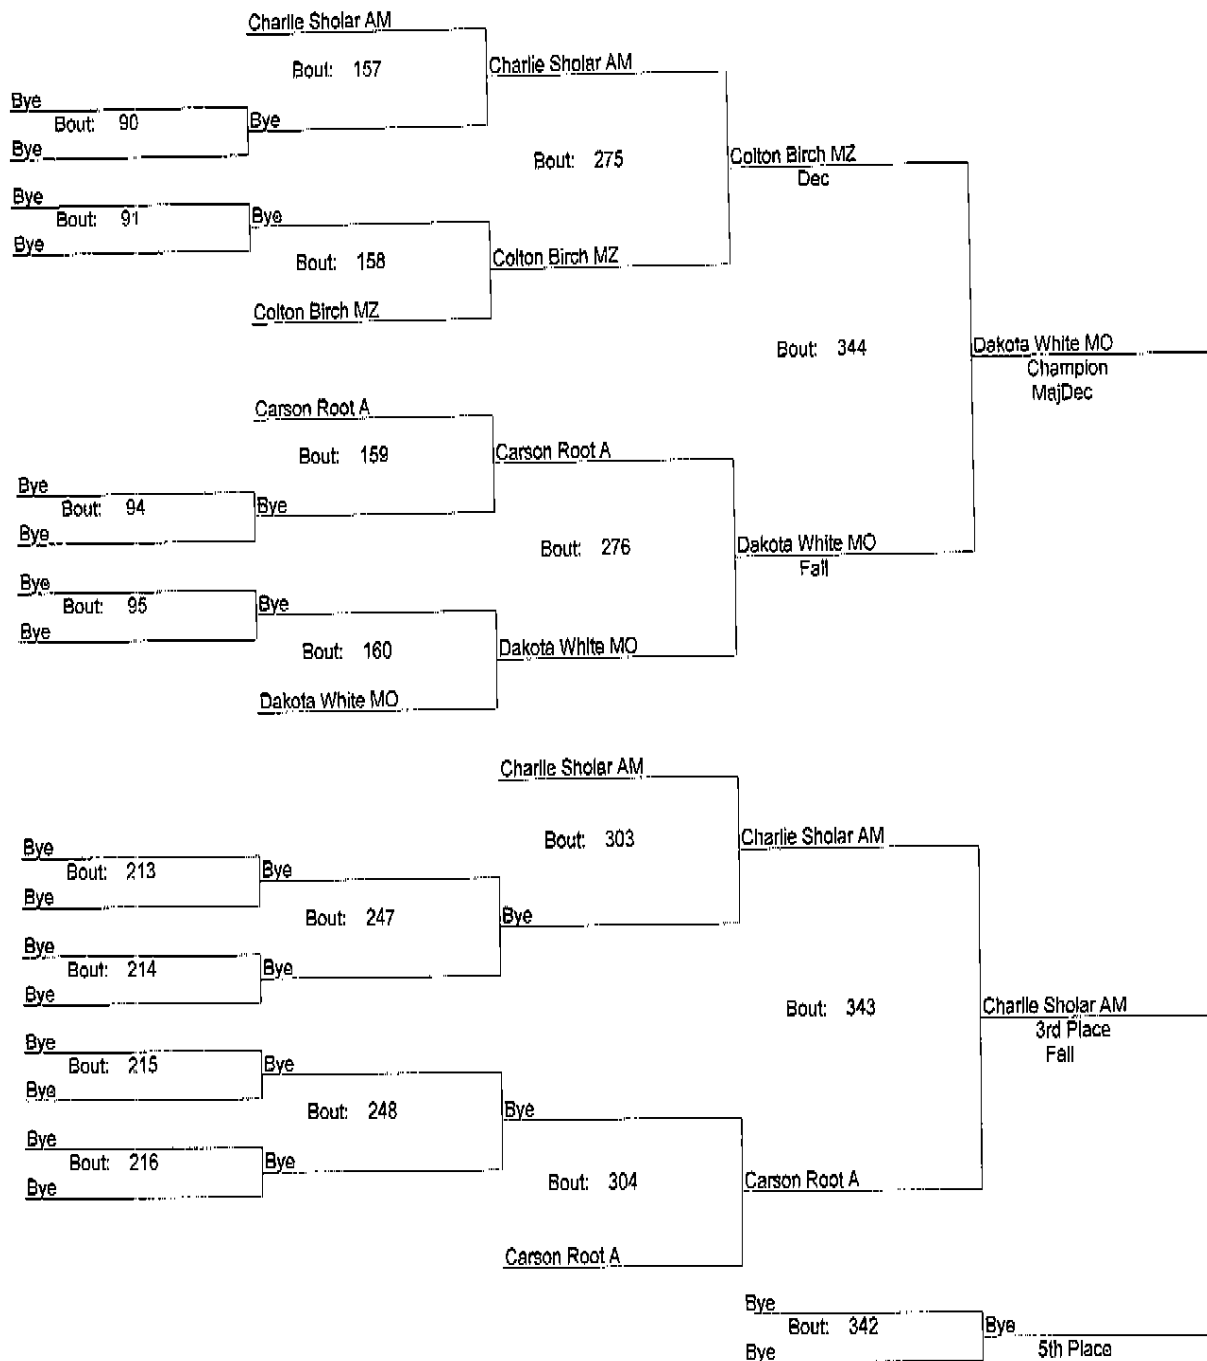 Charlie Sholar AM
Bout: 157
Charlie Sholar AM
Bye
Bout: 90
Bye
Bye
Bout: 275
Colton Birch MZ
Dec
Bye
Bout: 91
Bye
Bye
Bout: 158
Colton Birch MZ
Colton Birch MZ
Bout: 344
Dakota White MO
Champion
MajDec
Carson Root A
Bout: 159
Carson Root A
Bye
Bout: 94
Bye
Bye
Bout: 276
Dakota White MO
Fall
Bye
Bout: 95
Bye
Bye
Bout: 160
Dakota White MO
Dakota White MO
Charlie Sholar AM
Bout: 303
Charlie Sholar AM
Bye
Bout: 213
Bye
Bye
Bout: 247
Bye
Bye
Bout: 214
Bye
Bye
Bout: 343
Charlie Sholar AM
3rd Place
Fall
Bye
Bout: 215
Bye
Bye
Bout: 248
Bye
Bye
Bout: 216
Bye
Bye
Bout: 304
Carson Root A
Carson Root A
Bye
Bout: 342
Bye
Bye
5th Place